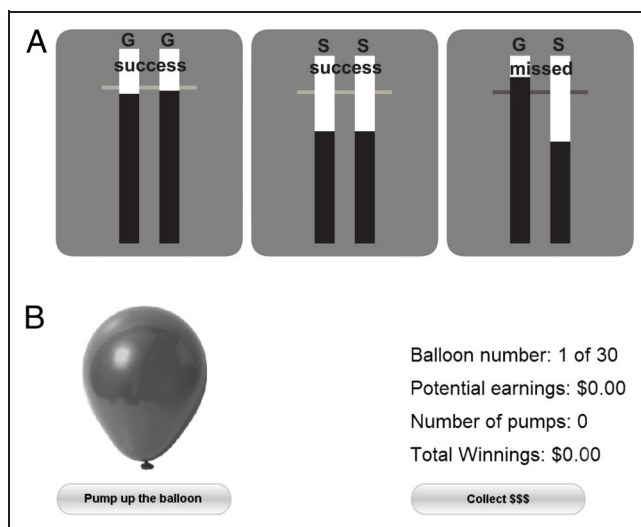 A
G G
success
S S
success
G S
missed
B
Balloon number: 1 of 30
Potential earnings: $0.00
Number of pumps: 0
Total Winnings: $0.00
Pump up the balloon
Collect $$$